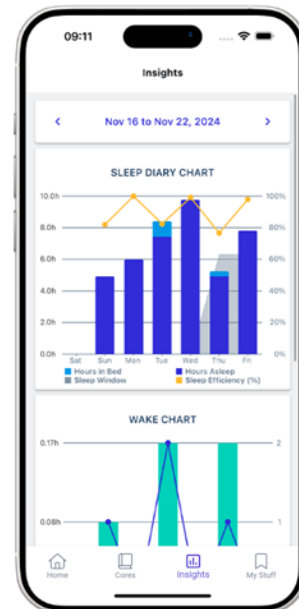 09:11
Insights
Nov 16 to Nov 22, 2024
SLEEP DIARY CHART
10.0h 100%
8.0h 80%
6.0h 60%
4.0h 40%
2.0h 20%
0.0h 0%
Sat Sun Mon Tue Wed Thu Fri
Hours in Bed Hours Asleep
Sleep Window Sleep Efficiency (%)
WAKE CHART
0.17h 2
0.08h 1
Home Cores Insights My Stuff